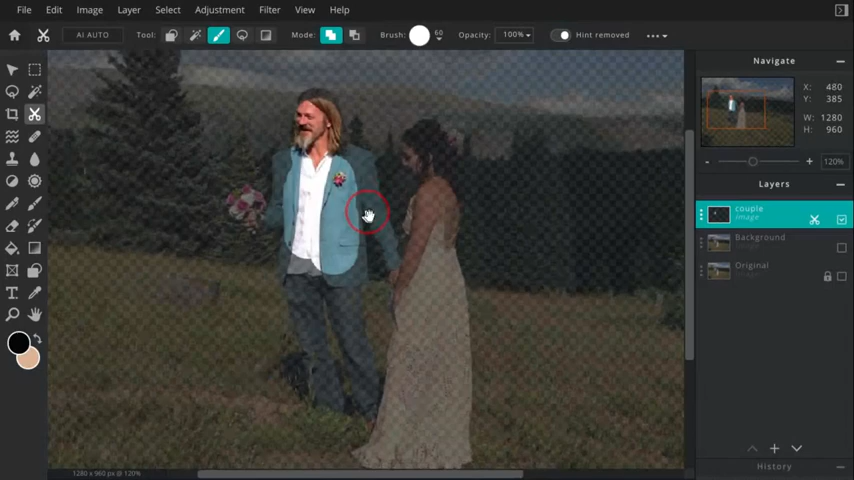 File Edit Image Layer Select Adjustment Filter View Help
AI AUTO Tool: Mode: Brush: 60 Opacity: 100% Hint removed
Navigate
X: 480
Y: 385
W: 1280
H: 960
- + 120%
Layers
couple
image
Background
Original
1280 x 960 px @ 120%
History